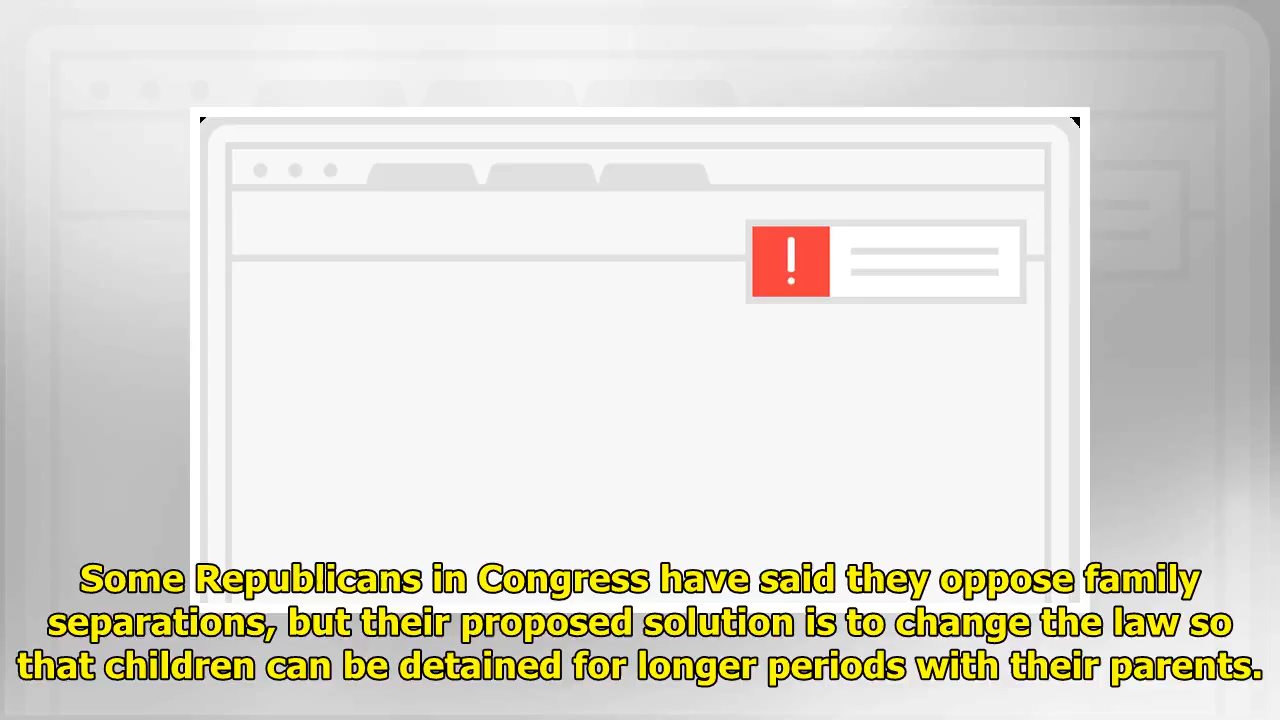 Some Republicans in Congress have said they oppose family
separations, but their proposed solution is to change the law so
that children can be detained for longer periods with their parents.